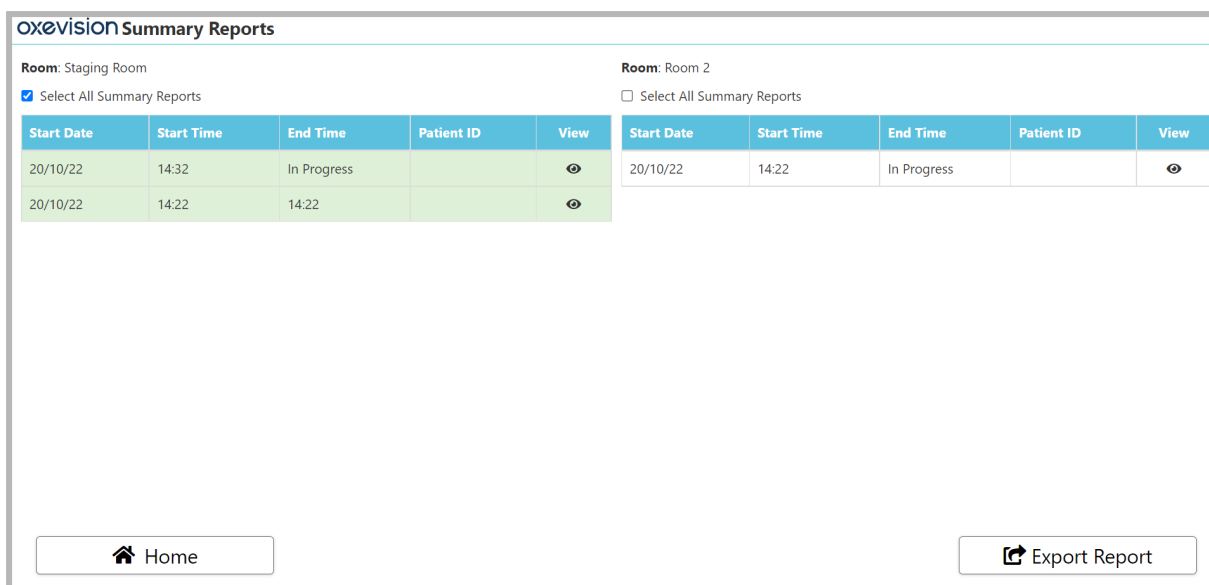 oxevision Summary Reports
Room: Staging Room
Select All Summary Reports
Start Date Start Time End Time Patient ID View
20/10/22 14:32 In Progress
20/10/22 14:22 14:22
Room: Room 2
Select All Summary Reports
Start Date Start Time End Time Patient ID View
20/10/22 14:22 In Progress
Home
Export Report